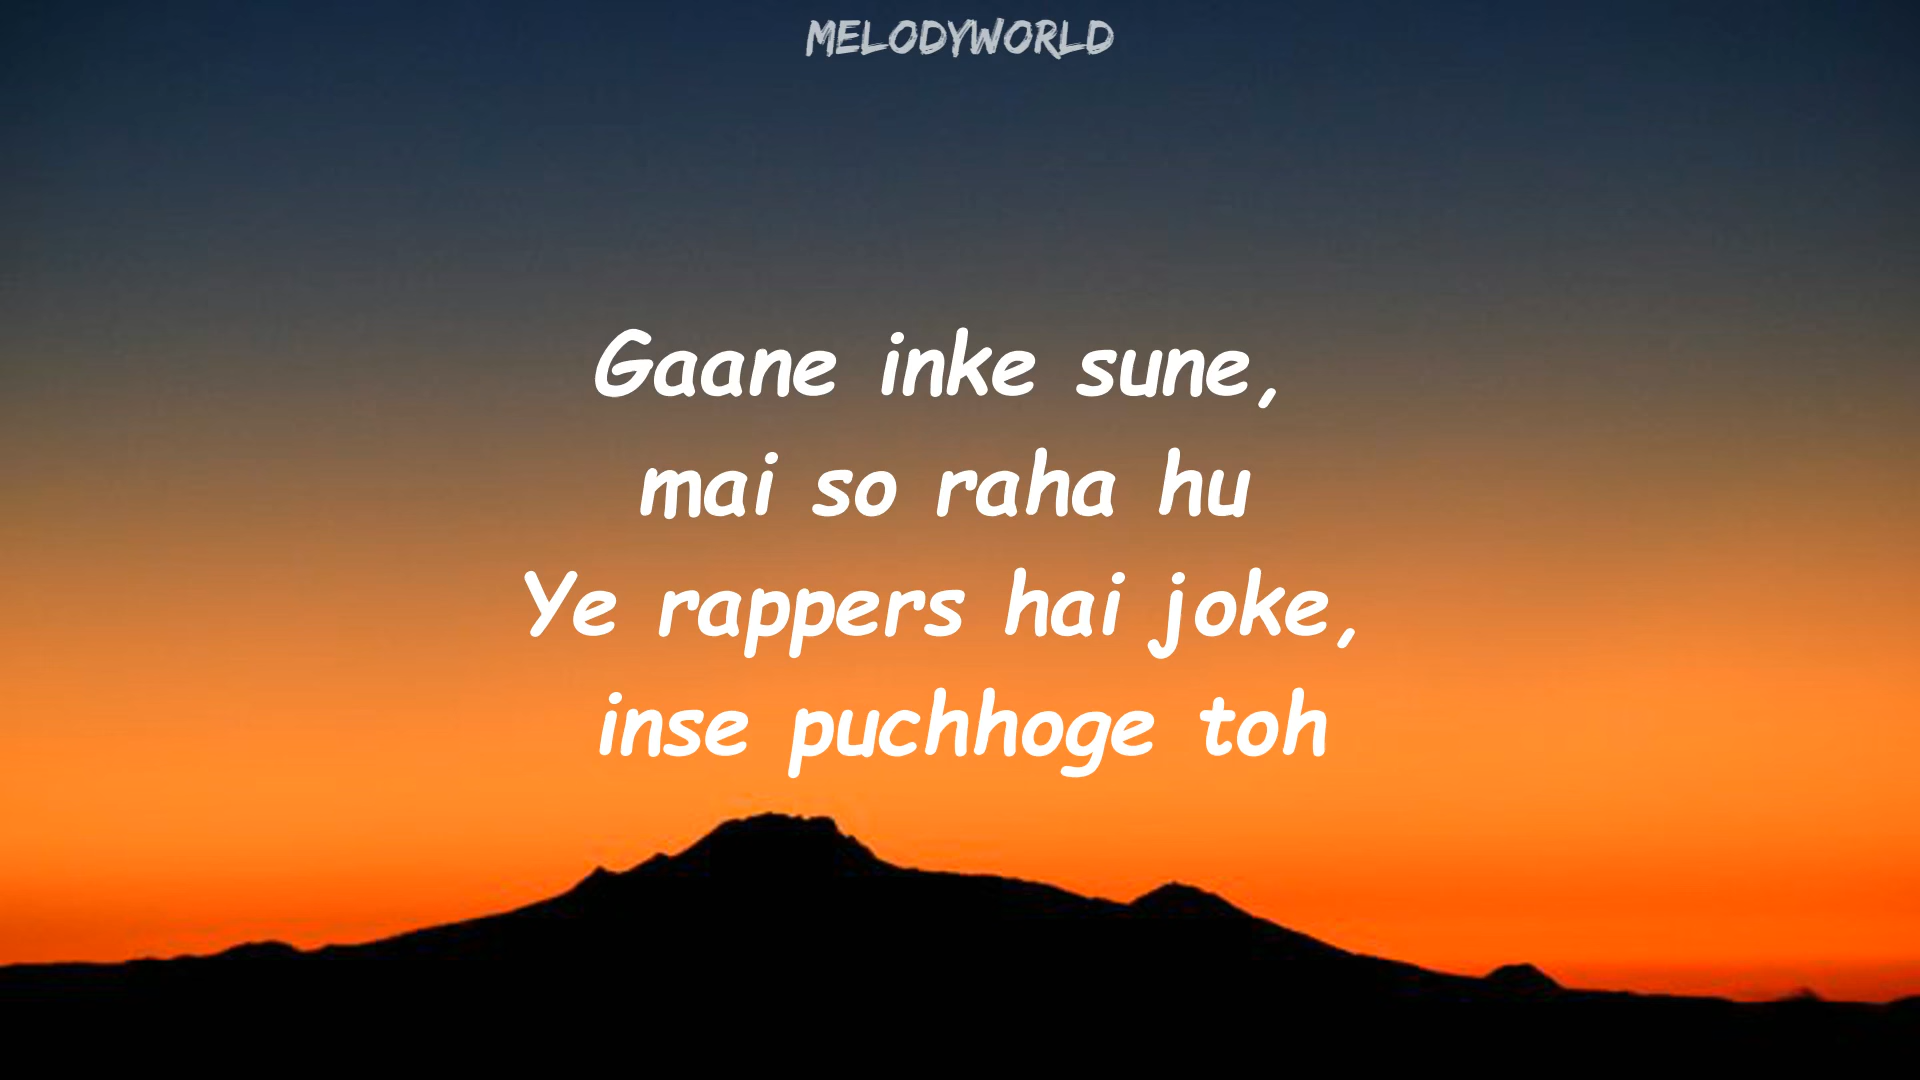 MELODYWORLD
Gaane inke sune,
mai so raha hu
Ye rappers hai joke,
inse puchhoge toh